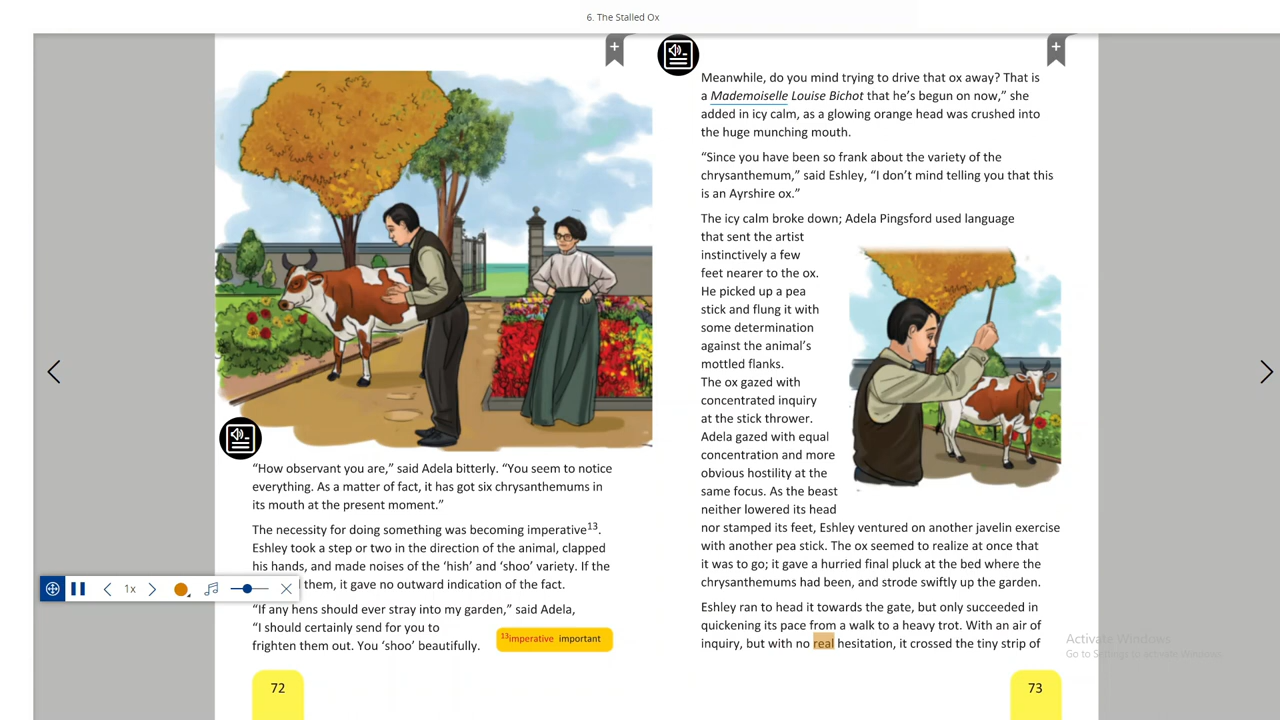 6. The Stalled Ox
“How observant you are,” said Adela bitterly. “You seem to notice
everything. As a matter of fact, it has got six chrysanthemums in
its mouth at the present moment.”
The necessity for doing something was becoming imperative13.
Eshley took a step or two in the direction of the animal, clapped
his hands, and made noises of the ‘hish’ and ‘shoo’ variety. If the
them, it gave no outward indication of the fact.
“If any hens should ever stray into my garden,” said Adela,
“I should certainly send for you to
frighten them out. You ‘shoo’ beautifully.
13imperative important
72
Meanwhile, do you mind trying to drive that ox away? That is
a Mademoiselle Louise Bichot that he’s begun on now,” she
added in icy calm, as a glowing orange head was crushed into
the huge munching mouth.
“Since you have been so frank about the variety of the
chrysanthemum,” said Eshley, “I don’t mind telling you that this
is an Ayrshire ox.”
The icy calm broke down; Adela Pingsford used language
that sent the artist
instinctively a few
feet nearer to the ox.
He picked up a pea
stick and flung it with
some determination
against the animal’s
mottled flanks.
The ox gazed with
concentrated inquiry
at the stick thrower.
Adela gazed with equal
concentration and more
obvious hostility at the
same focus. As the beast
neither lowered its head
nor stamped its feet, Eshley ventured on another javelin exercise
with another pea stick. The ox seemed to realize at once that
it was to go; it gave a hurried final pluck at the bed where the
chrysanthemums had been, and strode swiftly up the garden.
Eshley ran to head it towards the gate, but only succeeded in
quickening its pace from a walk to a heavy trot. With an air of
inquiry, but with no real hesitation, it crossed the tiny strip of
73
1x
Activate Windows
Go to Settings to activate Windows.